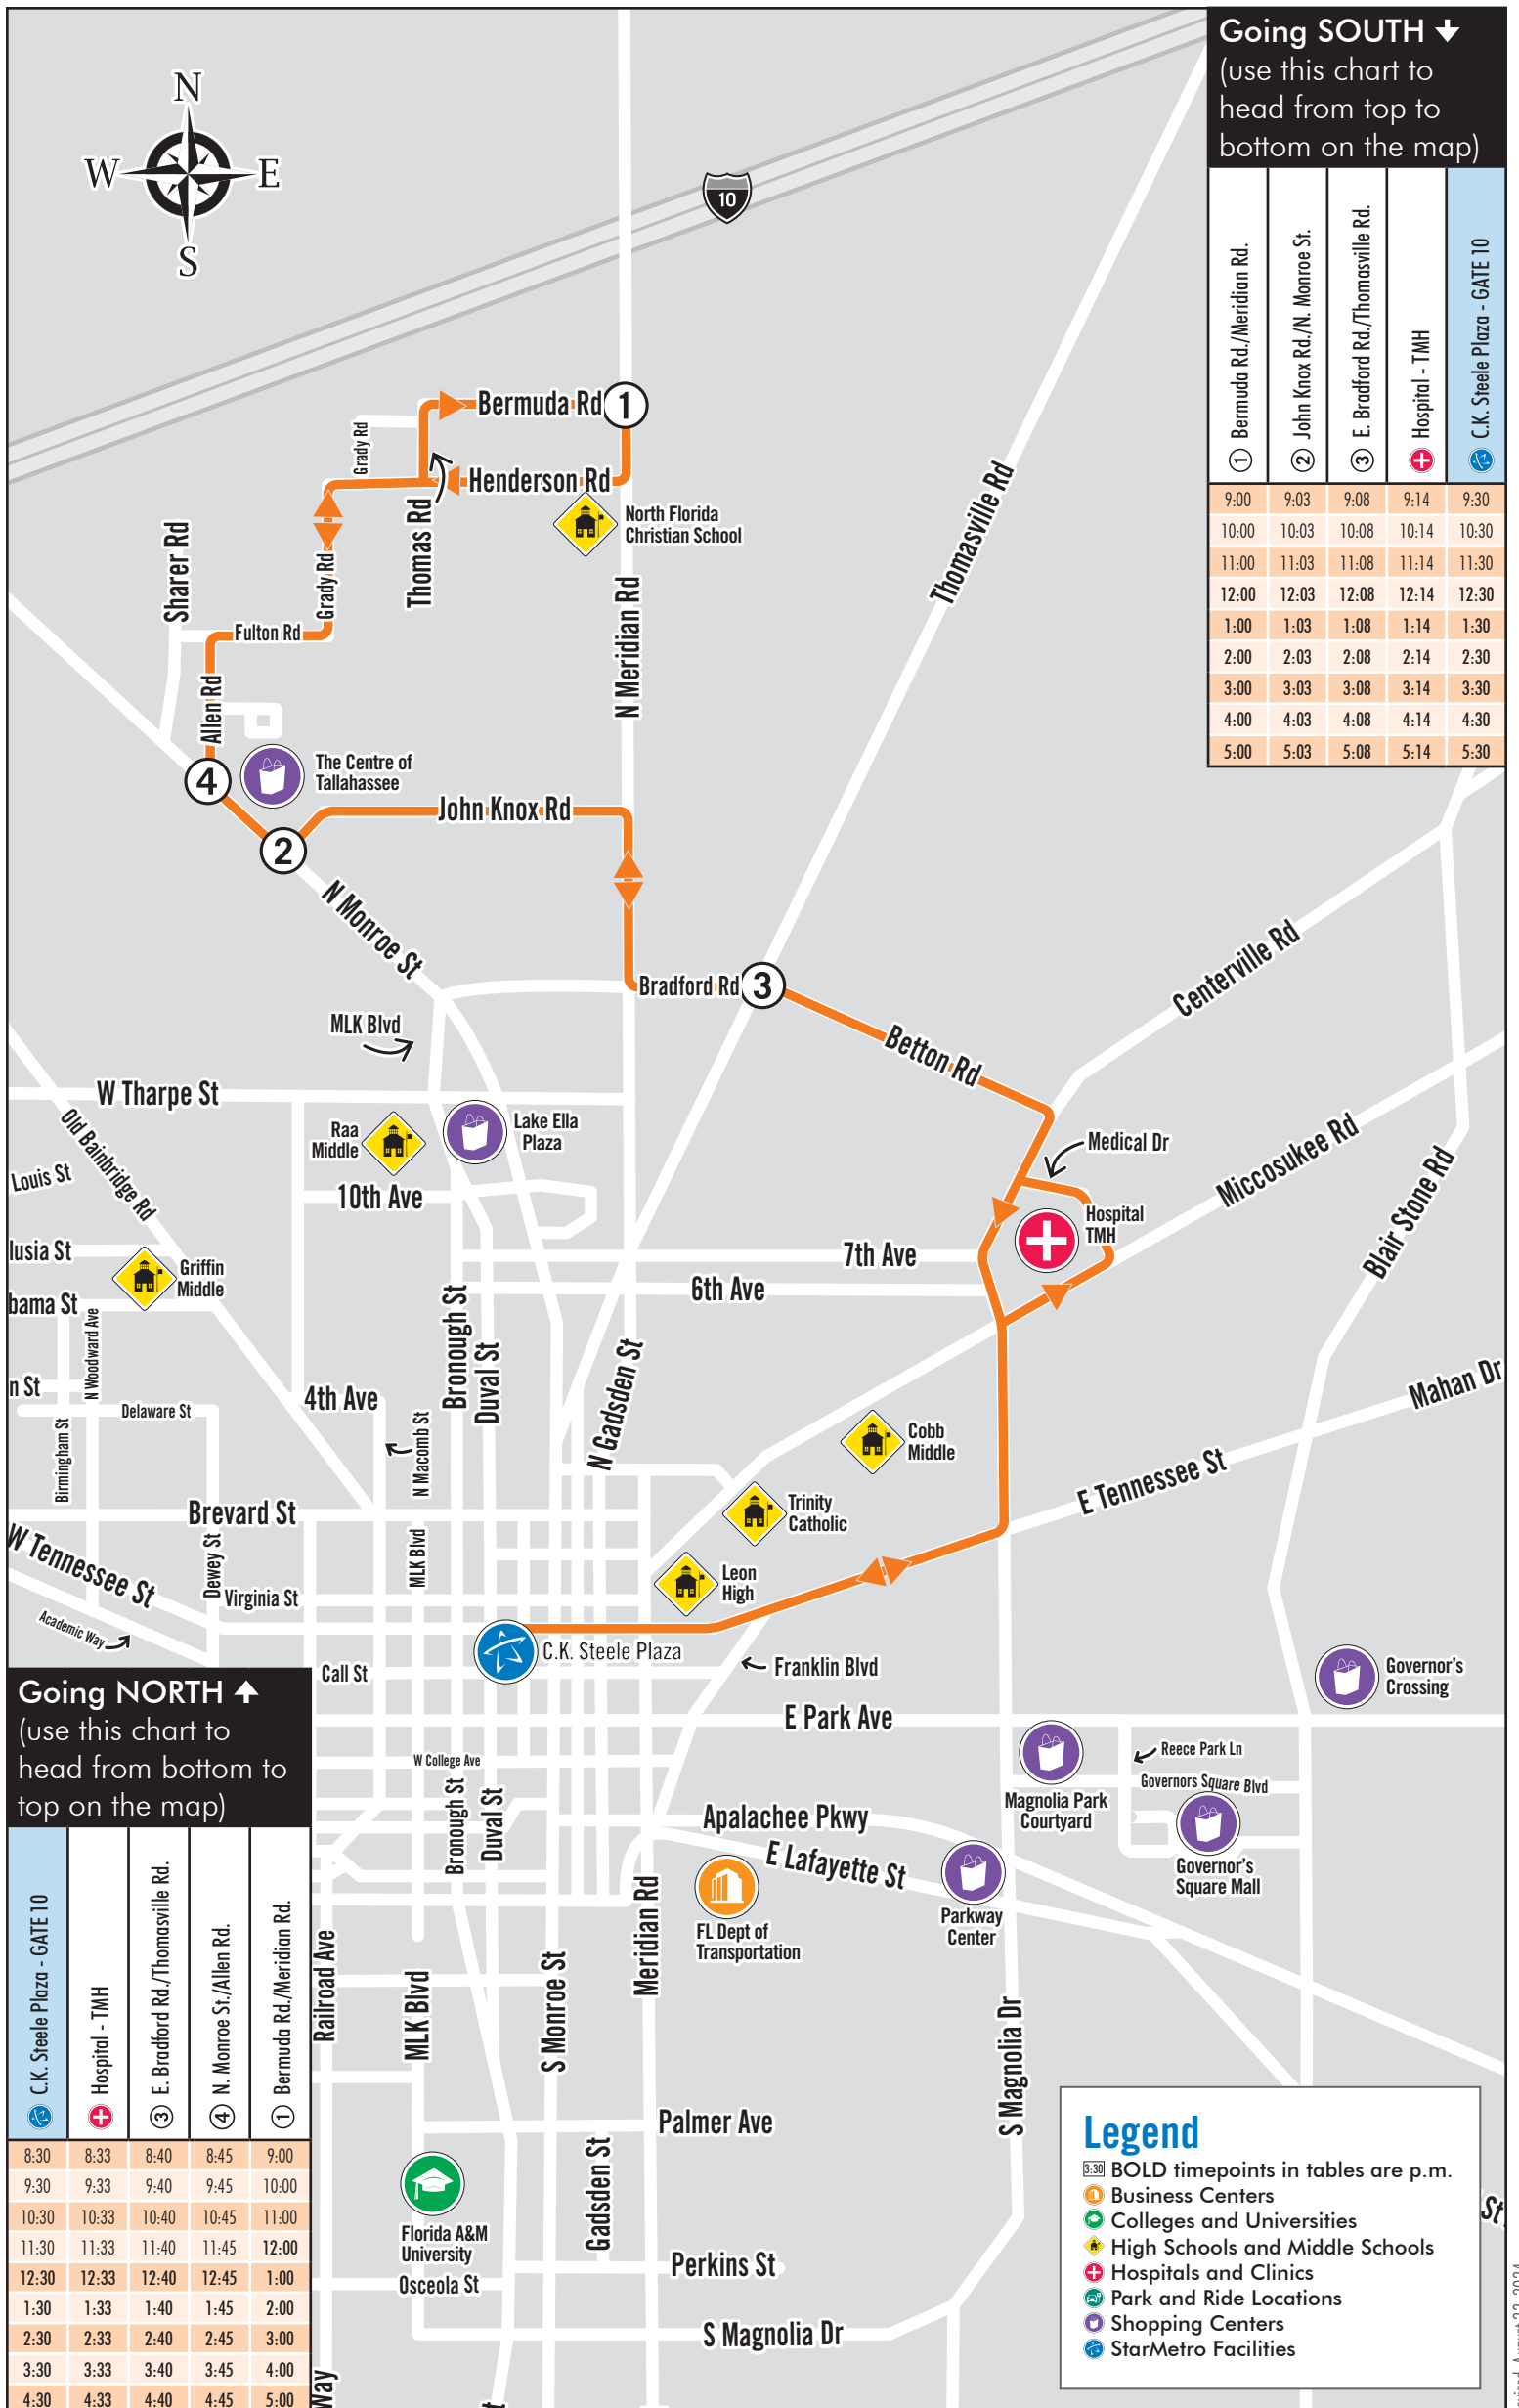 Going SOUTH
(use this chart to
head from top to
bottom on the map)
1 Bermuda Rd./Meridian Rd.
2 John Knox Rd./N. Monroe St.
3 E. Bradford Rd./Thomasville Rd.
Hospital - TMH
C.K. Steele Plaza - GATE 10
9:00 9:03 9:08 9:14 9:30
10:00 10:03 10:08 10:14 10:30
11:00 11:03 11:08 11:14 11:30
12:00 12:03 12:08 12:14 12:30
1:00 1:03 1:08 1:14 1:30
2:00 2:03 2:08 2:14 2:30
3:00 3:03 3:08 3:14 3:30
4:00 4:03 4:08 4:14 4:30
5:00 5:03 5:08 5:14 5:30
N
W E
S
10
Bermuda Rd 1
Grady Rd
Henderson Rd
North Florida
Christian School
Thomas Rd
Sharer Rd
Grady Rd
Fulton Rd
Allen Rd
N Meridian Rd
Thomasville Rd
4
The Centre of
Tallahassee
John Knox Rd
2
N Monroe St
Bradford Rd 3
Betton Rd
Centerville Rd
MLK Blvd
W Tharpe St
Old Bainbridge Rd
Raa
Middle
Lake Ella
Plaza
Medical Dr
Miccosukee Rd
Blair Stone Rd
Louis St
10th Ave
Hospital
TMH
lusia St
Griffin
Middle
7th Ave
6th Ave
bama St
N Woodward Ave
Bronough St
Duval St
N Gadsden St
n St
Delaware St
4th Ave
Mahan Dr
Birmingham St
N Macomb St
Cobb
Middle
E Tennessee St
Brevard St
Trinity
Catholic
W Tennessee St
Dewey St
MLK Blvd
Leon
High
Virginia St
Academic Way
C.K. Steele Plaza
Call St
Franklin Blvd
Governor's
Crossing
E Park Ave
W College Ave
Reece Park Ln
Governors Square Blvd
Magnolia Park
Courtyard
Bronough St
Duval St
Apalachee Pkwy
E Lafayette St
Governor's
Square Mall
Parkway
Center
FL Dept of
Transportation
Meridian Rd
Railroad Ave
MLK Blvd
S Monroe St
S Magnolia Dr
Palmer Ave
Gadsden St
Florida A&M
University
Perkins St
Osceola St
S Magnolia Dr
Way
St
Going NORTH
(use this chart to
head from bottom to
top on the map)
C.K. Steele Plaza - GATE 10
Hospital - TMH
3 E. Bradford Rd./Thomasville Rd.
4 N. Monroe St./Allen Rd.
1 Bermuda Rd./Meridian Rd.
8:30 8:33 8:40 8:45 9:00
9:30 9:33 9:40 9:45 10:00
10:30 10:33 10:40 10:45 11:00
11:30 11:33 11:40 11:45 12:00
12:30 12:33 12:40 12:45 1:00
1:30 1:33 1:40 1:45 2:00
2:30 2:33 2:40 2:45 3:00
3:30 3:33 3:40 3:45 4:00
4:30 4:33 4:40 4:45 5:00
Legend
3:30 BOLD timepoints in tables are p.m.
Business Centers
Colleges and Universities
High Schools and Middle Schools
Hospitals and Clinics
Park and Ride Locations
Shopping Centers
StarMetro Facilities